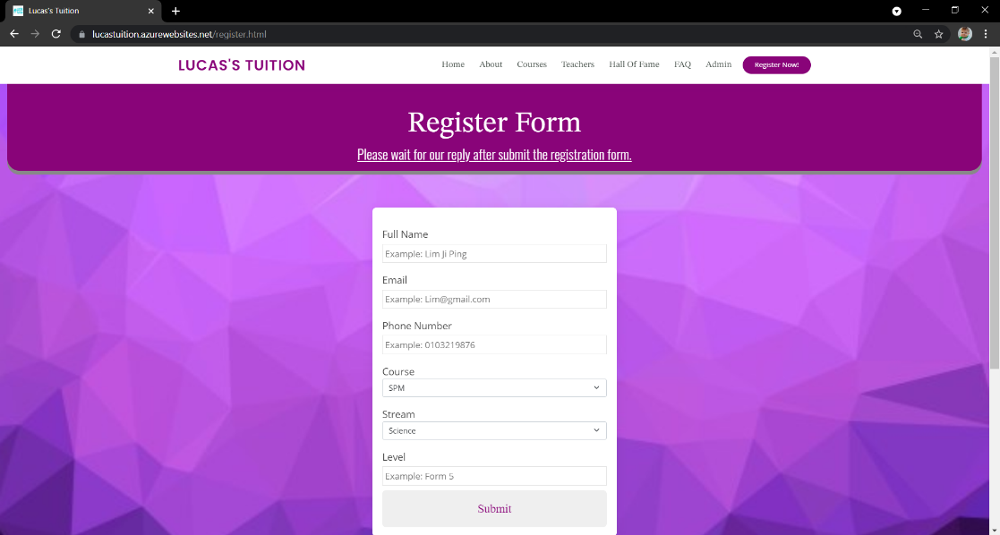 Lucas's Tuition
lucastuition.azurewebsites.net/register.html
LUCAS'S TUITION
Home About Courses Teachers Hall Of Fame FAQ Admin Register Now!
Register Form
Please wait for our reply after submit the registration form.
Full Name
Example: Lim Ji Ping
Email
Example: Lim@gmail.com
Phone Number
Example: 0103219876
Course
SPM
Stream
Science
Level
Example: Form 5
Submit